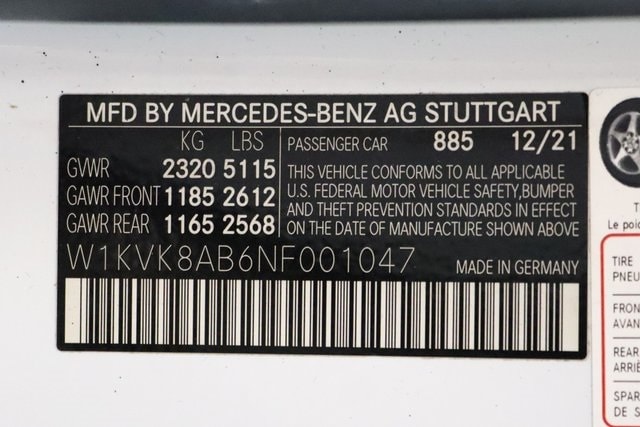 MFD BY MERCEDES-BENZ AG STUTTGART
KG LBS
GVWR 2320 5115
GAWR FRONT 1185 2612
GAWR REAR 1165 2568
PASSENGER CAR 885 12/21
THIS VEHICLE CONFORMS TO ALL APPLICABLE
U.S. FEDERAL MOTOR VEHICLE SAFETY,BUMPER
AND THEFT PREVENTION STANDARDS IN EFFECT
ON THE DATE OF MANUFACTURE SHOWN ABOVE
W1KVK8AB6NF001047 MADE IN GERMANY
T
Le poid
TIRE
PNEU
FRON
AVAN
REAR
ARRIÈ
SPAR
DE S